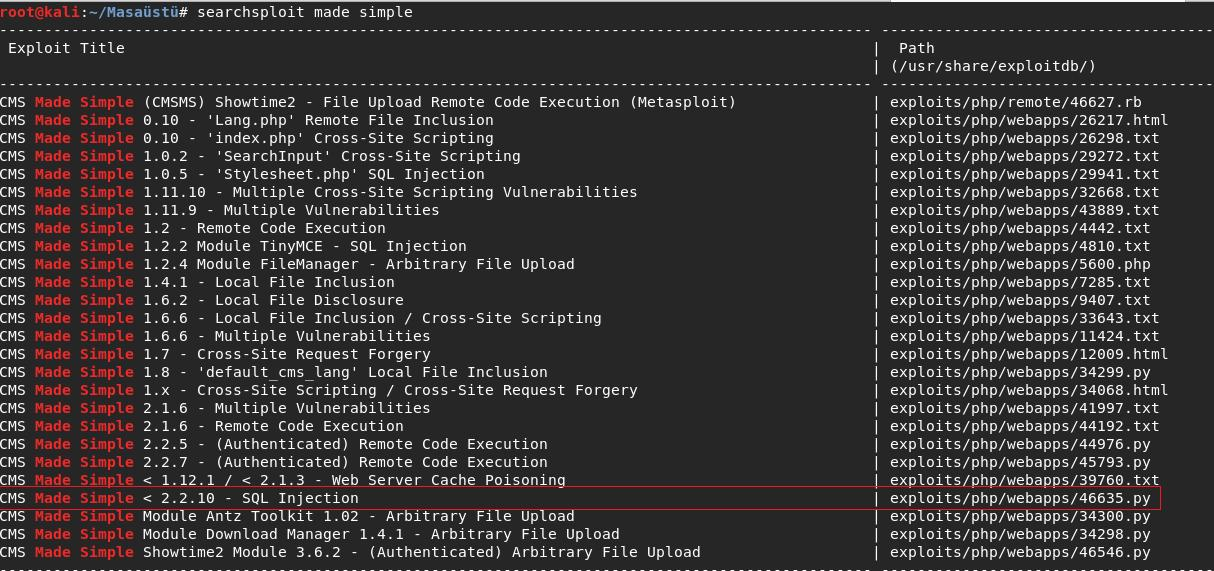 root@kali:~/Masaüstü# searchsploit made simple
--------------------------------------------------------------------------------------------- -------------------------------------
Exploit Title | Path
| (/usr/share/exploitdb/)
--------------------------------------------------------------------------------------------- -------------------------------------
CMS Made Simple (CMSMS) Showtime2 - File Upload Remote Code Execution (Metasploit) | exploits/php/remote/46627.rb
CMS Made Simple 0.10 - 'Lang.php' Remote File Inclusion | exploits/php/webapps/26217.html
CMS Made Simple 0.10 - 'index.php' Cross-Site Scripting | exploits/php/webapps/26298.txt
CMS Made Simple 1.0.2 - 'SearchInput' Cross-Site Scripting | exploits/php/webapps/29272.txt
CMS Made Simple 1.0.5 - 'Stylesheet.php' SQL Injection | exploits/php/webapps/29941.txt
CMS Made Simple 1.11.10 - Multiple Cross-Site Scripting Vulnerabilities | exploits/php/webapps/32668.txt
CMS Made Simple 1.11.9 - Multiple Vulnerabilities | exploits/php/webapps/43889.txt
CMS Made Simple 1.2 - Remote Code Execution | exploits/php/webapps/4442.txt
CMS Made Simple 1.2.2 Module TinyMCE - SQL Injection | exploits/php/webapps/4810.txt
CMS Made Simple 1.2.4 Module FileManager - Arbitrary File Upload | exploits/php/webapps/5600.php
CMS Made Simple 1.4.1 - Local File Inclusion | exploits/php/webapps/7285.txt
CMS Made Simple 1.6.2 - Local File Disclosure | exploits/php/webapps/9407.txt
CMS Made Simple 1.6.6 - Local File Inclusion / Cross-Site Scripting | exploits/php/webapps/33643.txt
CMS Made Simple 1.6.6 - Multiple Vulnerabilities | exploits/php/webapps/11424.txt
CMS Made Simple 1.7 - Cross-Site Request Forgery | exploits/php/webapps/12009.html
CMS Made Simple 1.8 - 'default_cms_lang' Local File Inclusion | exploits/php/webapps/34299.py
CMS Made Simple 1.x - Cross-Site Scripting / Cross-Site Request Forgery | exploits/php/webapps/34068.html
CMS Made Simple 2.1.6 - Multiple Vulnerabilities | exploits/php/webapps/41997.txt
CMS Made Simple 2.1.6 - Remote Code Execution | exploits/php/webapps/44192.txt
CMS Made Simple 2.2.5 - (Authenticated) Remote Code Execution | exploits/php/webapps/44976.py
CMS Made Simple 2.2.7 - (Authenticated) Remote Code Execution | exploits/php/webapps/45793.py
CMS Made Simple < 1.12.1 / < 2.1.3 - Web Server Cache Poisoning | exploits/php/webapps/39760.txt
CMS Made Simple < 2.2.10 - SQL Injection | exploits/php/webapps/46635.py
CMS Made Simple Module Antz Toolkit 1.02 - Arbitrary File Upload | exploits/php/webapps/34300.py
CMS Made Simple Module Download Manager 1.4.1 - Arbitrary File Upload | exploits/php/webapps/34298.py
CMS Made Simple Showtime2 Module 3.6.2 - (Authenticated) Arbitrary File Upload | exploits/php/webapps/46546.py
--------------------------------------------------------------------------------------------- -------------------------------------